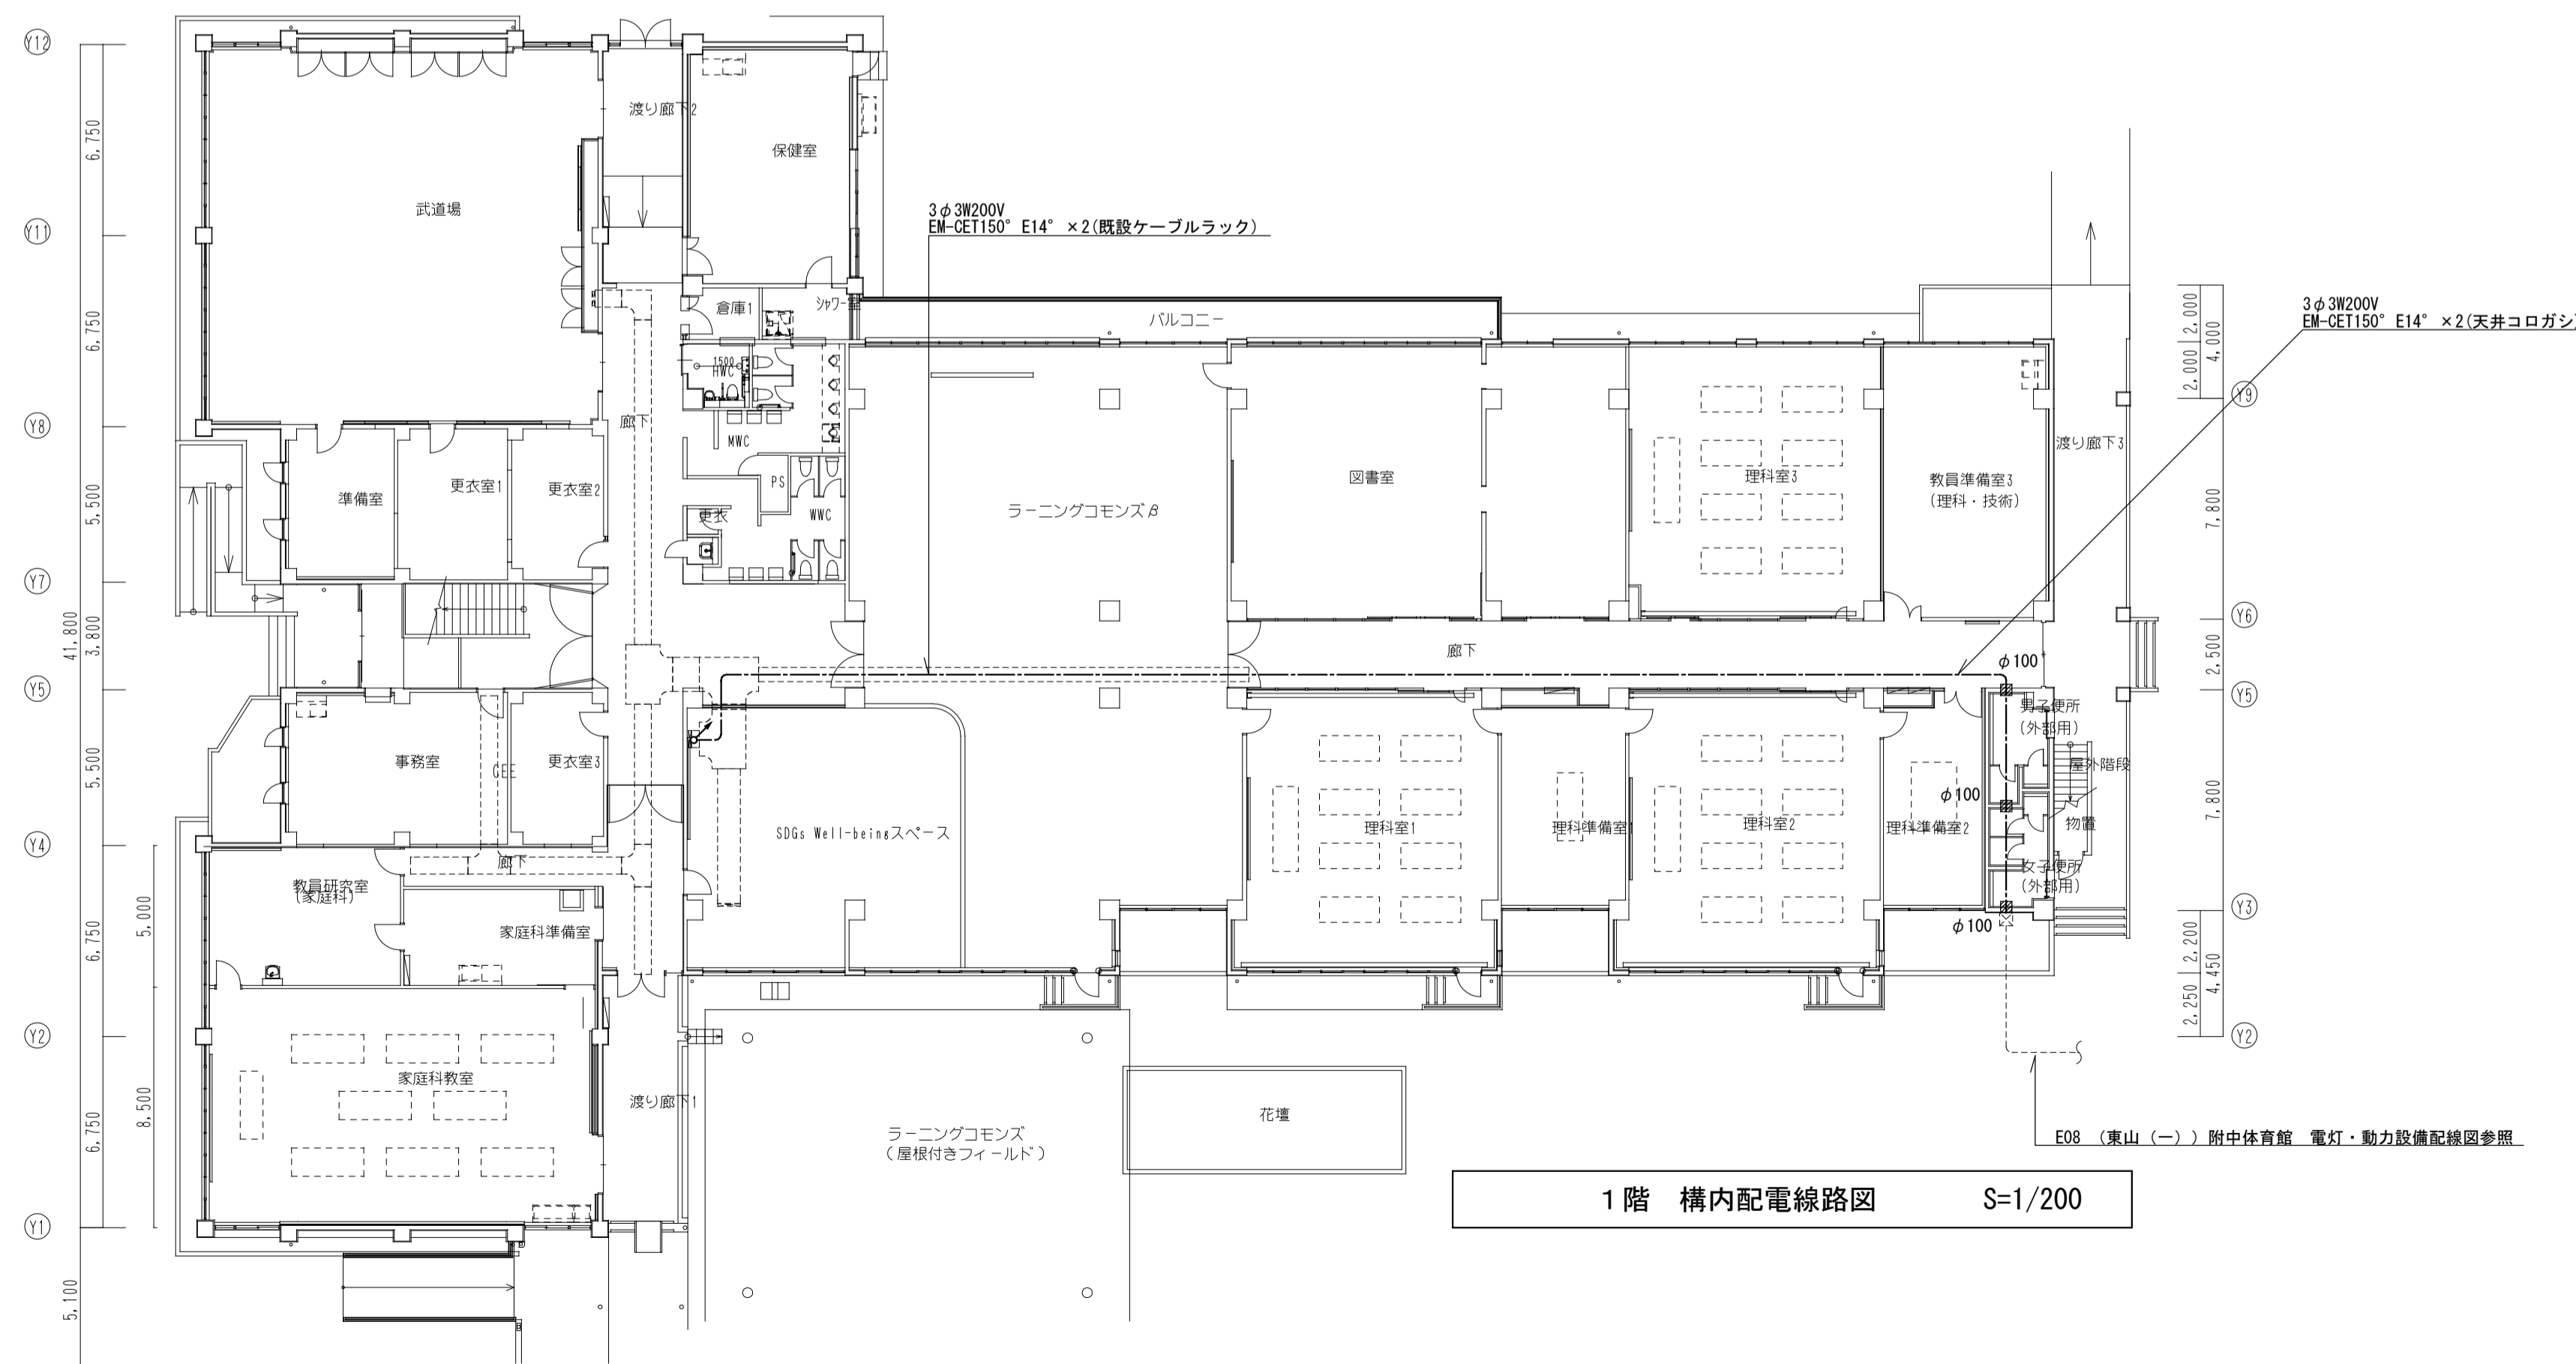 Y12
Y11
Y8
Y7
Y5
Y4
Y2
Y1
6,750
6,750
5,500
41,800
3,800
5,500
6,750
5,000
6,750
8,500
5,100
渡り廊下2
保健室
武道場
3φ3W200V
EM-CET150° E14° ×2(既設ケーブルラック)
倉庫1
シャワー室
バルコニー
1500
HWC
廊下
MWC
PS
更衣
WWC
準備室
更衣室1
更衣室2
ラーニングコモンズβ
図書室
理科室3
教員準備室3
(理科・技術)
渡り廊下3
3φ3W200V
EM-CET150° E14° ×2(天井コロガシ)
2,000
2,000
4,000
Y9
7,800
Y6
2,500
Y5
7,800
Y3
2,200
4,450
2,250
Y2
廊下
φ100
男子便所
(外部用)
屋外階段
φ100
物置
女子便所
(外部用)
φ100
事務室
更衣室3
SDGs Well-beingスペース
理科室1
理科準備室1
理科室2
理科準備室2
廊下
教員研究室
(家庭科)
家庭科準備室
家庭科教室
渡り廊下1
ラーニングコモンズ
(屋根付きフィールド)
花壇
E08 (東山(一))附中体育館 電灯・動力設備配線図参照
1階 構内配電線路図 S=1/200